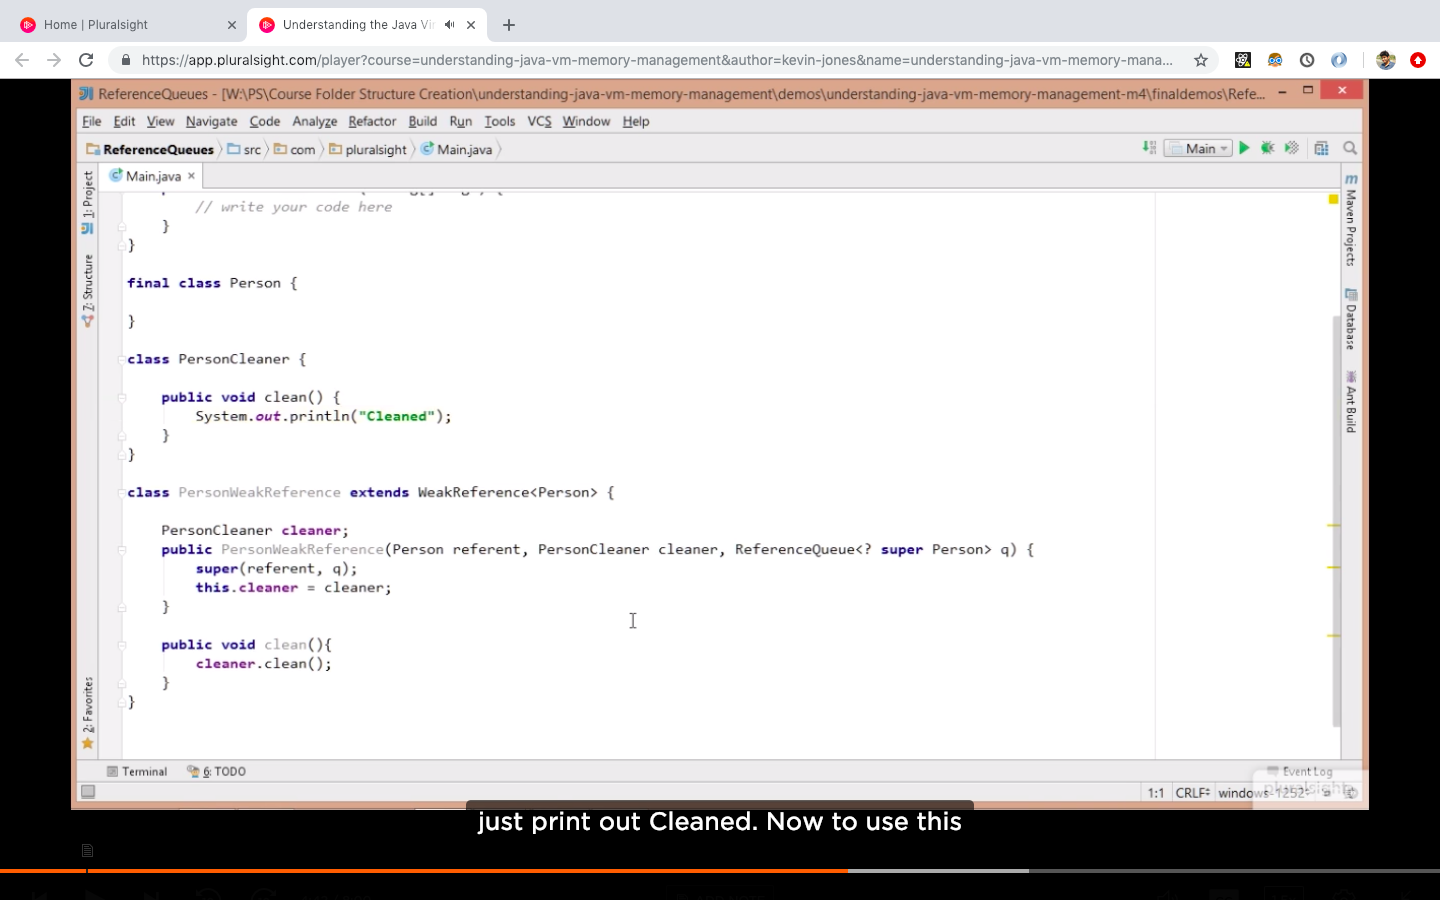 Home | Pluralsight
Understanding the Java Vir
https://app.pluralsight.com/player?course=understanding-java-vm-memory-management&author=kevin-jones&name=understanding-java-vm-memory-mana...
ReferenceQueues - [W:\PS\Course Folder Structure Creation\understanding-java-vm-memory-management\demos\understanding-java-vm-memory-management-m4\finaldemos\Refe...
File Edit View Navigate Code Analyze Refactor Build Run Tools VCS Window Help
ReferenceQueues src com pluralsight Main.java
Main
Main.java
1: Project
7: Structure
2: Favorites
// write your code here
}
}
final class Person {
}
class PersonCleaner {
public void clean() {
System.out.println("Cleaned");
}
}
class PersonWeakReference extends WeakReference<Person> {
PersonCleaner cleaner;
public PersonWeakReference(Person referent, PersonCleaner cleaner, ReferenceQueue<? super Person> q) {
super(referent, q);
this.cleaner = cleaner;
}
public void clean(){
cleaner.clean();
}
}
Maven Projects
Database
Ant Build
Terminal
6: TODO
Event Log
pluralsight
1:1 CRLF windows-1252
just print out Cleaned. Now to use this